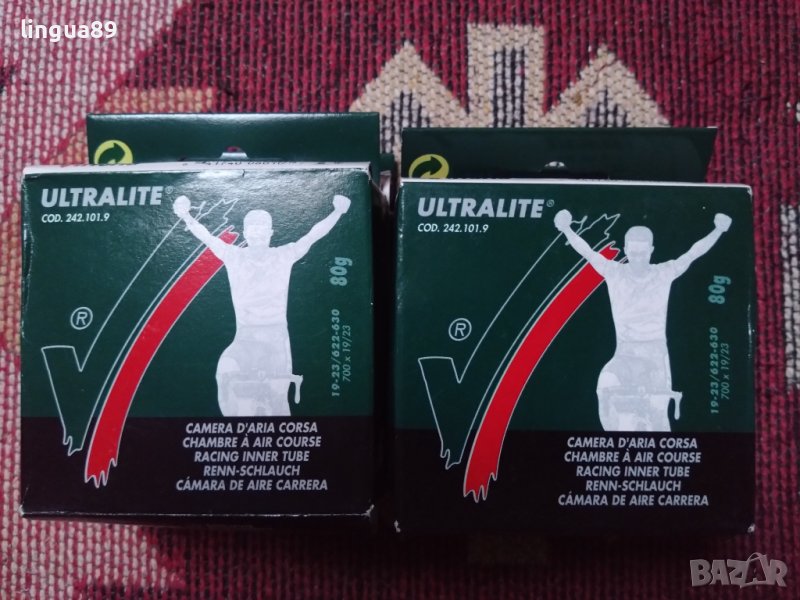 lingua89
ULTRALITE®
COD. 242.101.9
®
80g
19-23/622-630
700 x 19/23
CAMERA D'ARIA CORSA
CHAMBRE À AIR COURSE
RACING INNER TUBE
RENN-SCHLAUCH
CÁMARA DE AIRE CARRERA
ULTRALITE®
COD. 242.101.9
®
80g
19-23/622-630
700 x 19/23
CAMERA D'ARIA CORSA
CHAMBRE À AIR COURSE
RACING INNER TUBE
RENN-SCHLAUCH
CÁMARA DE AIRE CARRERA
BAZAR